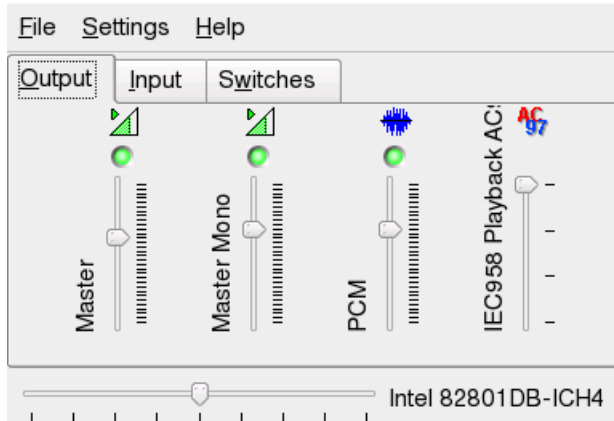 File Settings Help
Output Input Switches
Master
Master Mono
PCM
IEC958 Playback AC
AC
97
Intel 82801DB-ICH4